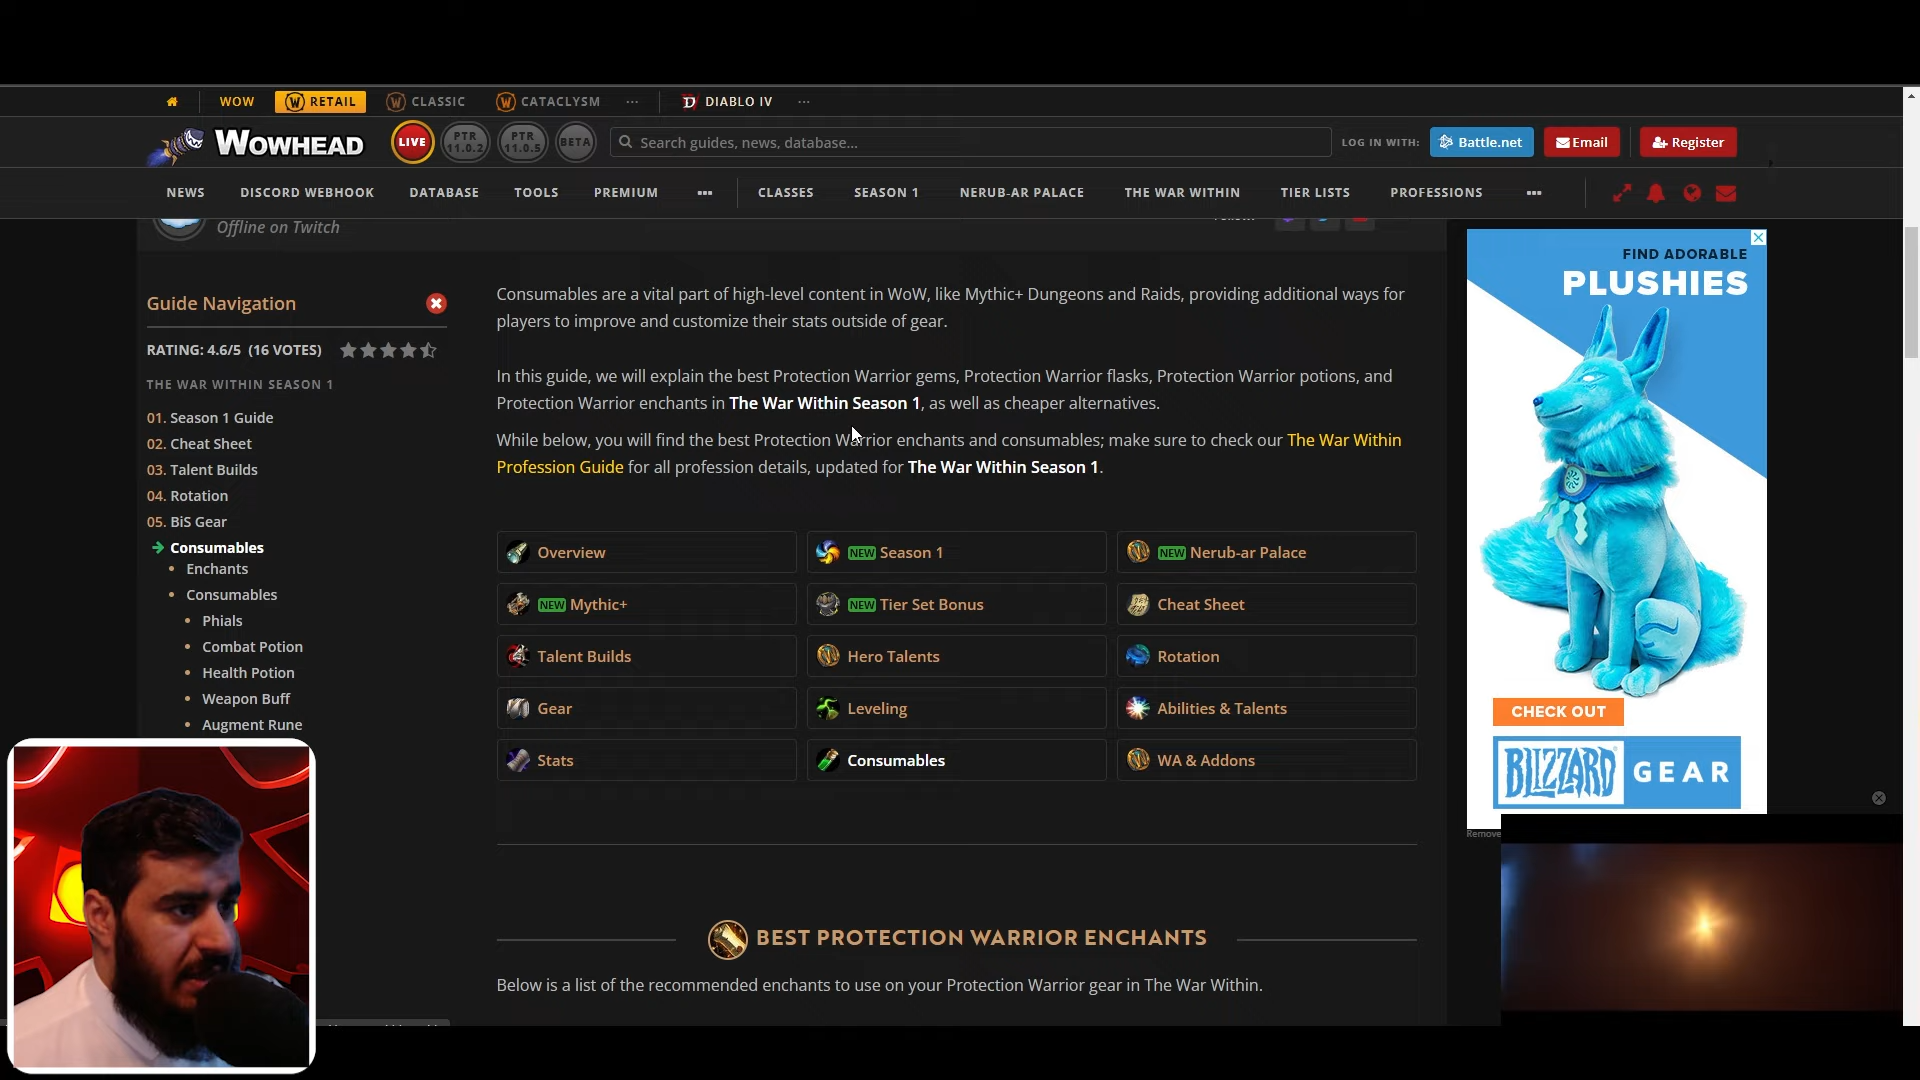 WOW
RETAIL
CLASSIC
CATACLYSM
DIABLO IV
WOWHEAD
LIVE
PTR 11.0.2
PTR 11.0.5
BETA
Search guides, news, database...
LOG IN WITH:
Battle.net
Email
Register
NEWS
DISCORD WEBHOOK
DATABASE
TOOLS
PREMIUM
CLASSES
SEASON 1
NERUB-AR PALACE
THE WAR WITHIN
TIER LISTS
PROFESSIONS
Offline on Twitch
Guide Navigation
RATING: 4.6/5 (16 VOTES)
THE WAR WITHIN SEASON 1
01. Season 1 Guide
02. Cheat Sheet
03. Talent Builds
04. Rotation
05. BiS Gear
Consumables
Enchants
Consumables
Phials
Combat Potion
Health Potion
Weapon Buff
Augment Rune
Consumables are a vital part of high-level content in WoW, like Mythic+ Dungeons and Raids, providing additional ways for
players to improve and customize their stats outside of gear.
In this guide, we will explain the best Protection Warrior gems, Protection Warrior flasks, Protection Warrior potions, and
Protection Warrior enchants in The War Within Season 1, as well as cheaper alternatives.
While below, you will find the best Protection Warrior enchants and consumables; make sure to check our The War Within
Profession Guide for all profession details, updated for The War Within Season 1.
Overview
NEW Season 1
NEW Nerub-ar Palace
NEW Mythic+
NEW Tier Set Bonus
Cheat Sheet
Talent Builds
Hero Talents
Rotation
Gear
Leveling
Abilities & Talents
Stats
Consumables
WA & Addons
BEST PROTECTION WARRIOR ENCHANTS
Below is a list of the recommended enchants to use on your Protection Warrior gear in The War Within.
FIND ADORABLE
PLUSHIES
CHECK OUT
BLIZZARD GEAR
Remove